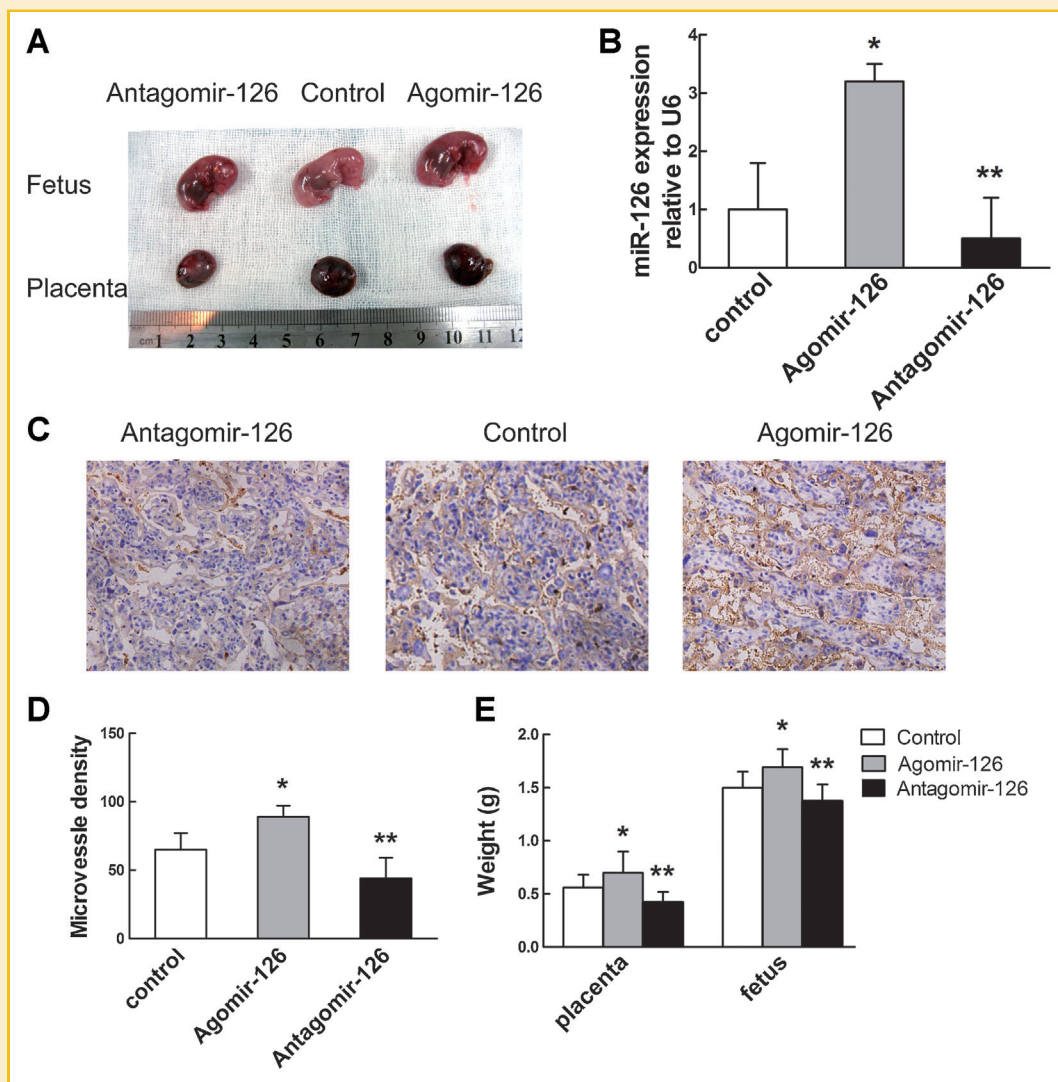 A
Antagomir-126 Control Agomir-126
Fetus
Placenta
cm 1 2 3 4 5 6 7 8 9 10 11 12
B
miR-126 expression
relative to U6
4
3
2
1
0
*
**
control
Agomir-126
Antagomir-126
C
Antagomir-126 Control Agomir-126
D
Microvessle density
150
100
50
0
*
**
control
Agomir-126
Antagomir-126
E
Weight (g)
2.0
1.5
1.0
0.5
0.0
*
**
*
**
placenta
fetus
Control
Agomir-126
Antagomir-126